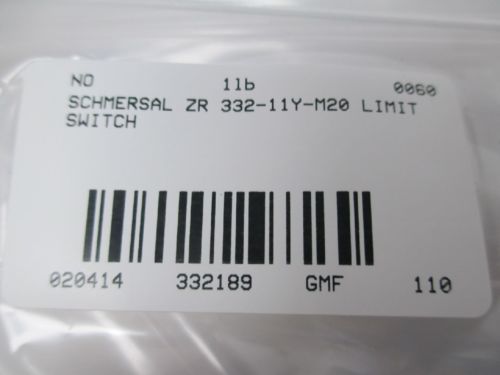 NO 1lb 0060
SCHMERSAL ZR 332-11Y-M20 LIMIT
SWITCH
020414 332189 GMF 110